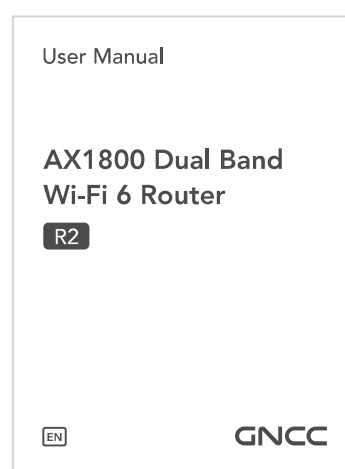 User Manual
AX1800 Dual Band
Wi-Fi 6 Router
R2
EN
GNCC